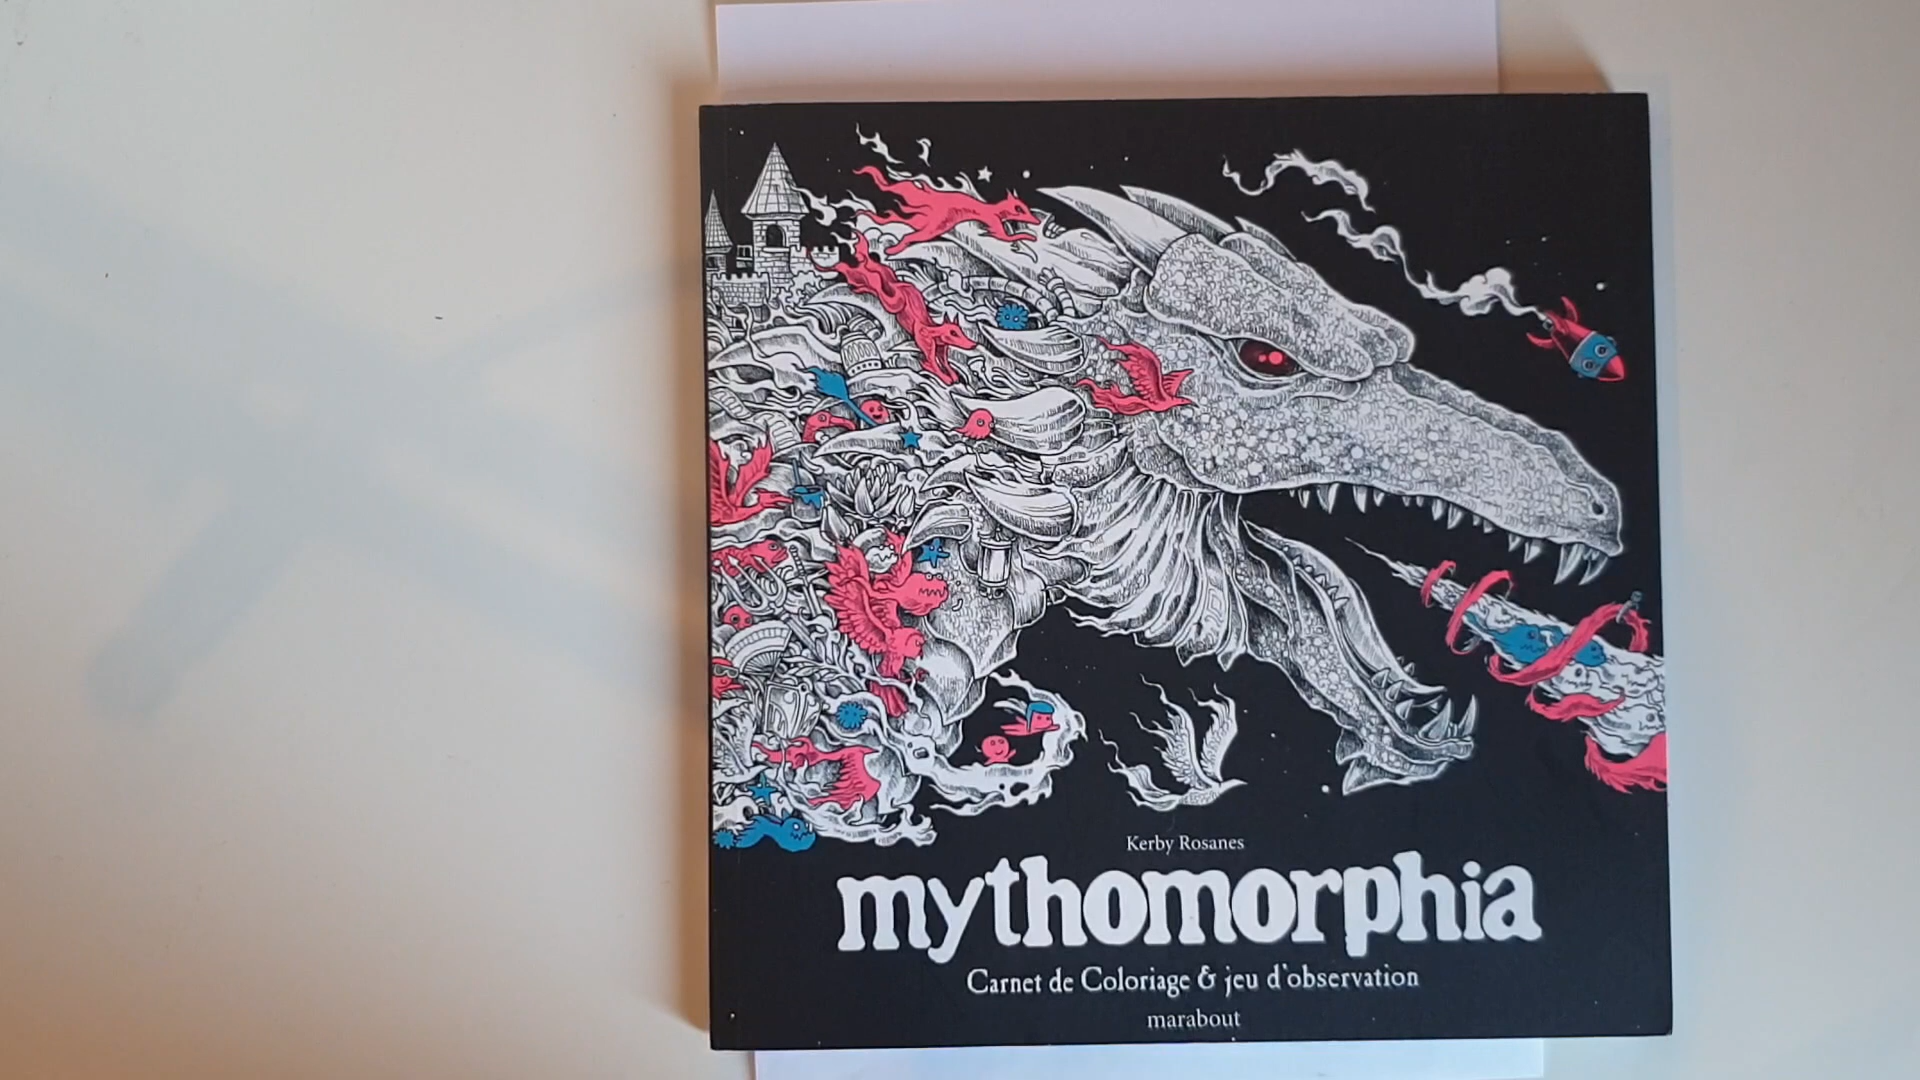 Kerby Rosanes
mythomorphia
Carnet de Coloriage & jeu d'observation
marabout